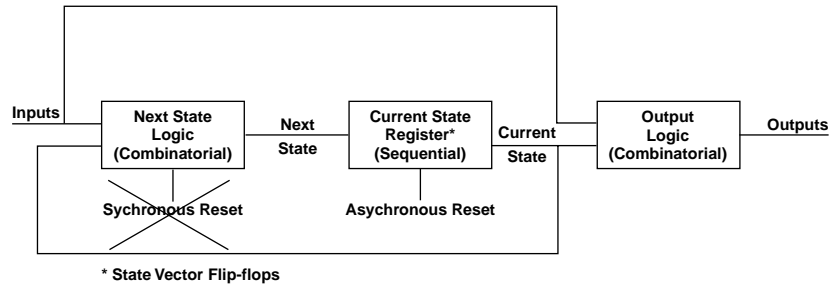 Inputs
Next State
Logic
(Combinatorial)
Next
State
Current State
Register*
(Sequential)
Current
State
Output
Logic
(Combinatorial)
Outputs
Sychronous Reset
Asychronous Reset
* State Vector Flip-flops